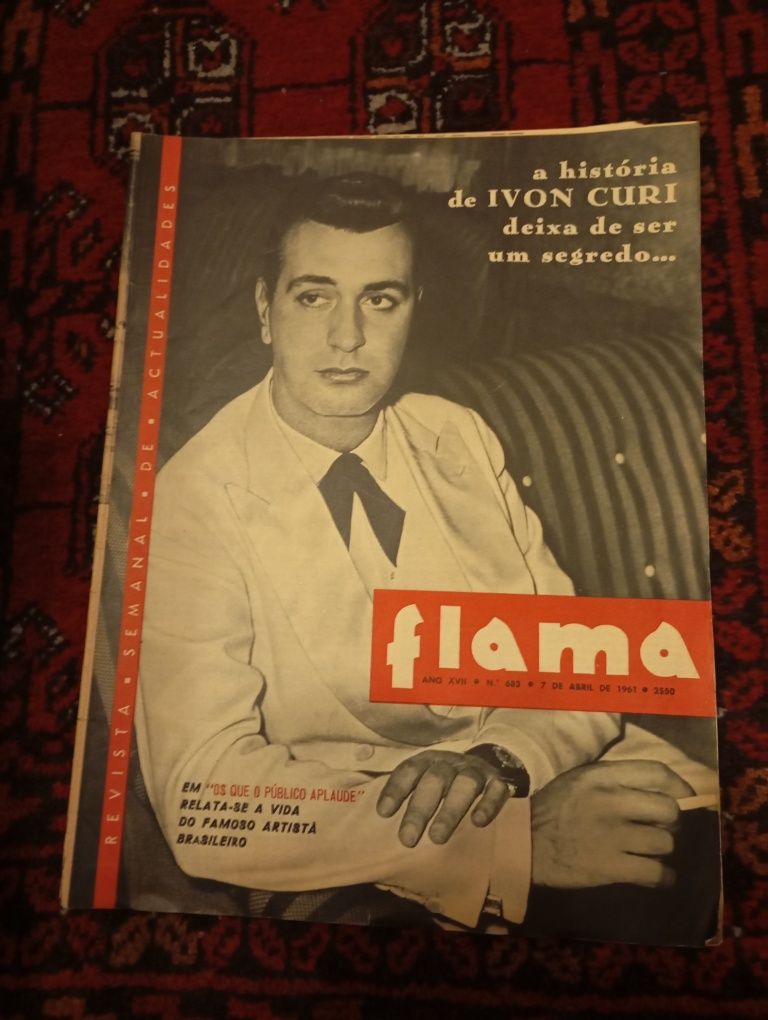 a história
de IVON CURI
deixa de ser
um segredo...
REVISTA • SEMANAL • DE • ACTUALIDADES
flama
ANO XVII • N.º 683 • 7 DE ABRIL DE 1961 • 2$50
EM "OS QUE O PÚBLICO APLAUDE"
RELATA-SE A VIDA
DO FAMOSO ARTISTA
BRASILEIRO